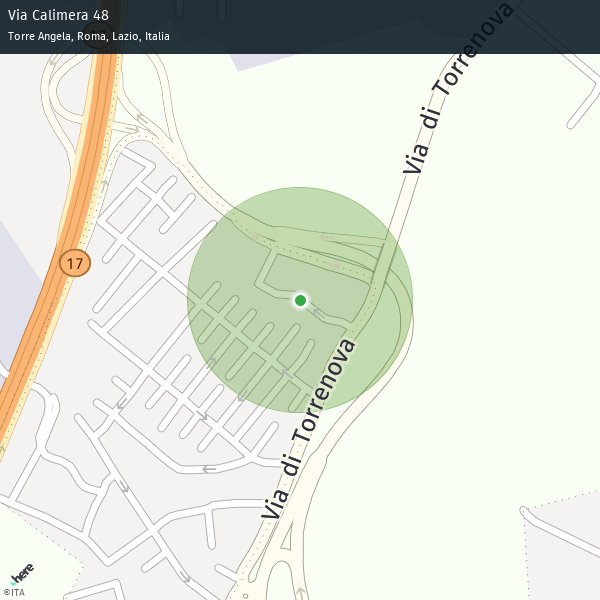 Via Calimera 48
Torre Angela, Roma, Lazio, Italia
Via di Torrenova
17
Via di Torrenova
here
©ITA